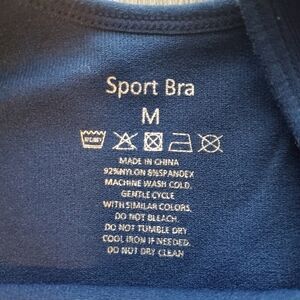 Sport Bra
M
MADE IN CHINA
92%NYLON 8%SPANDEX
MACHINE WASH COLD.
GENTLE CYCLE
WITH SIMILAR COLORS.
DO NOT BLEACH.
DO NOT TUMBLE DRY
COOL IRON IF NEEDED.
DO NOT DRY CLEAN